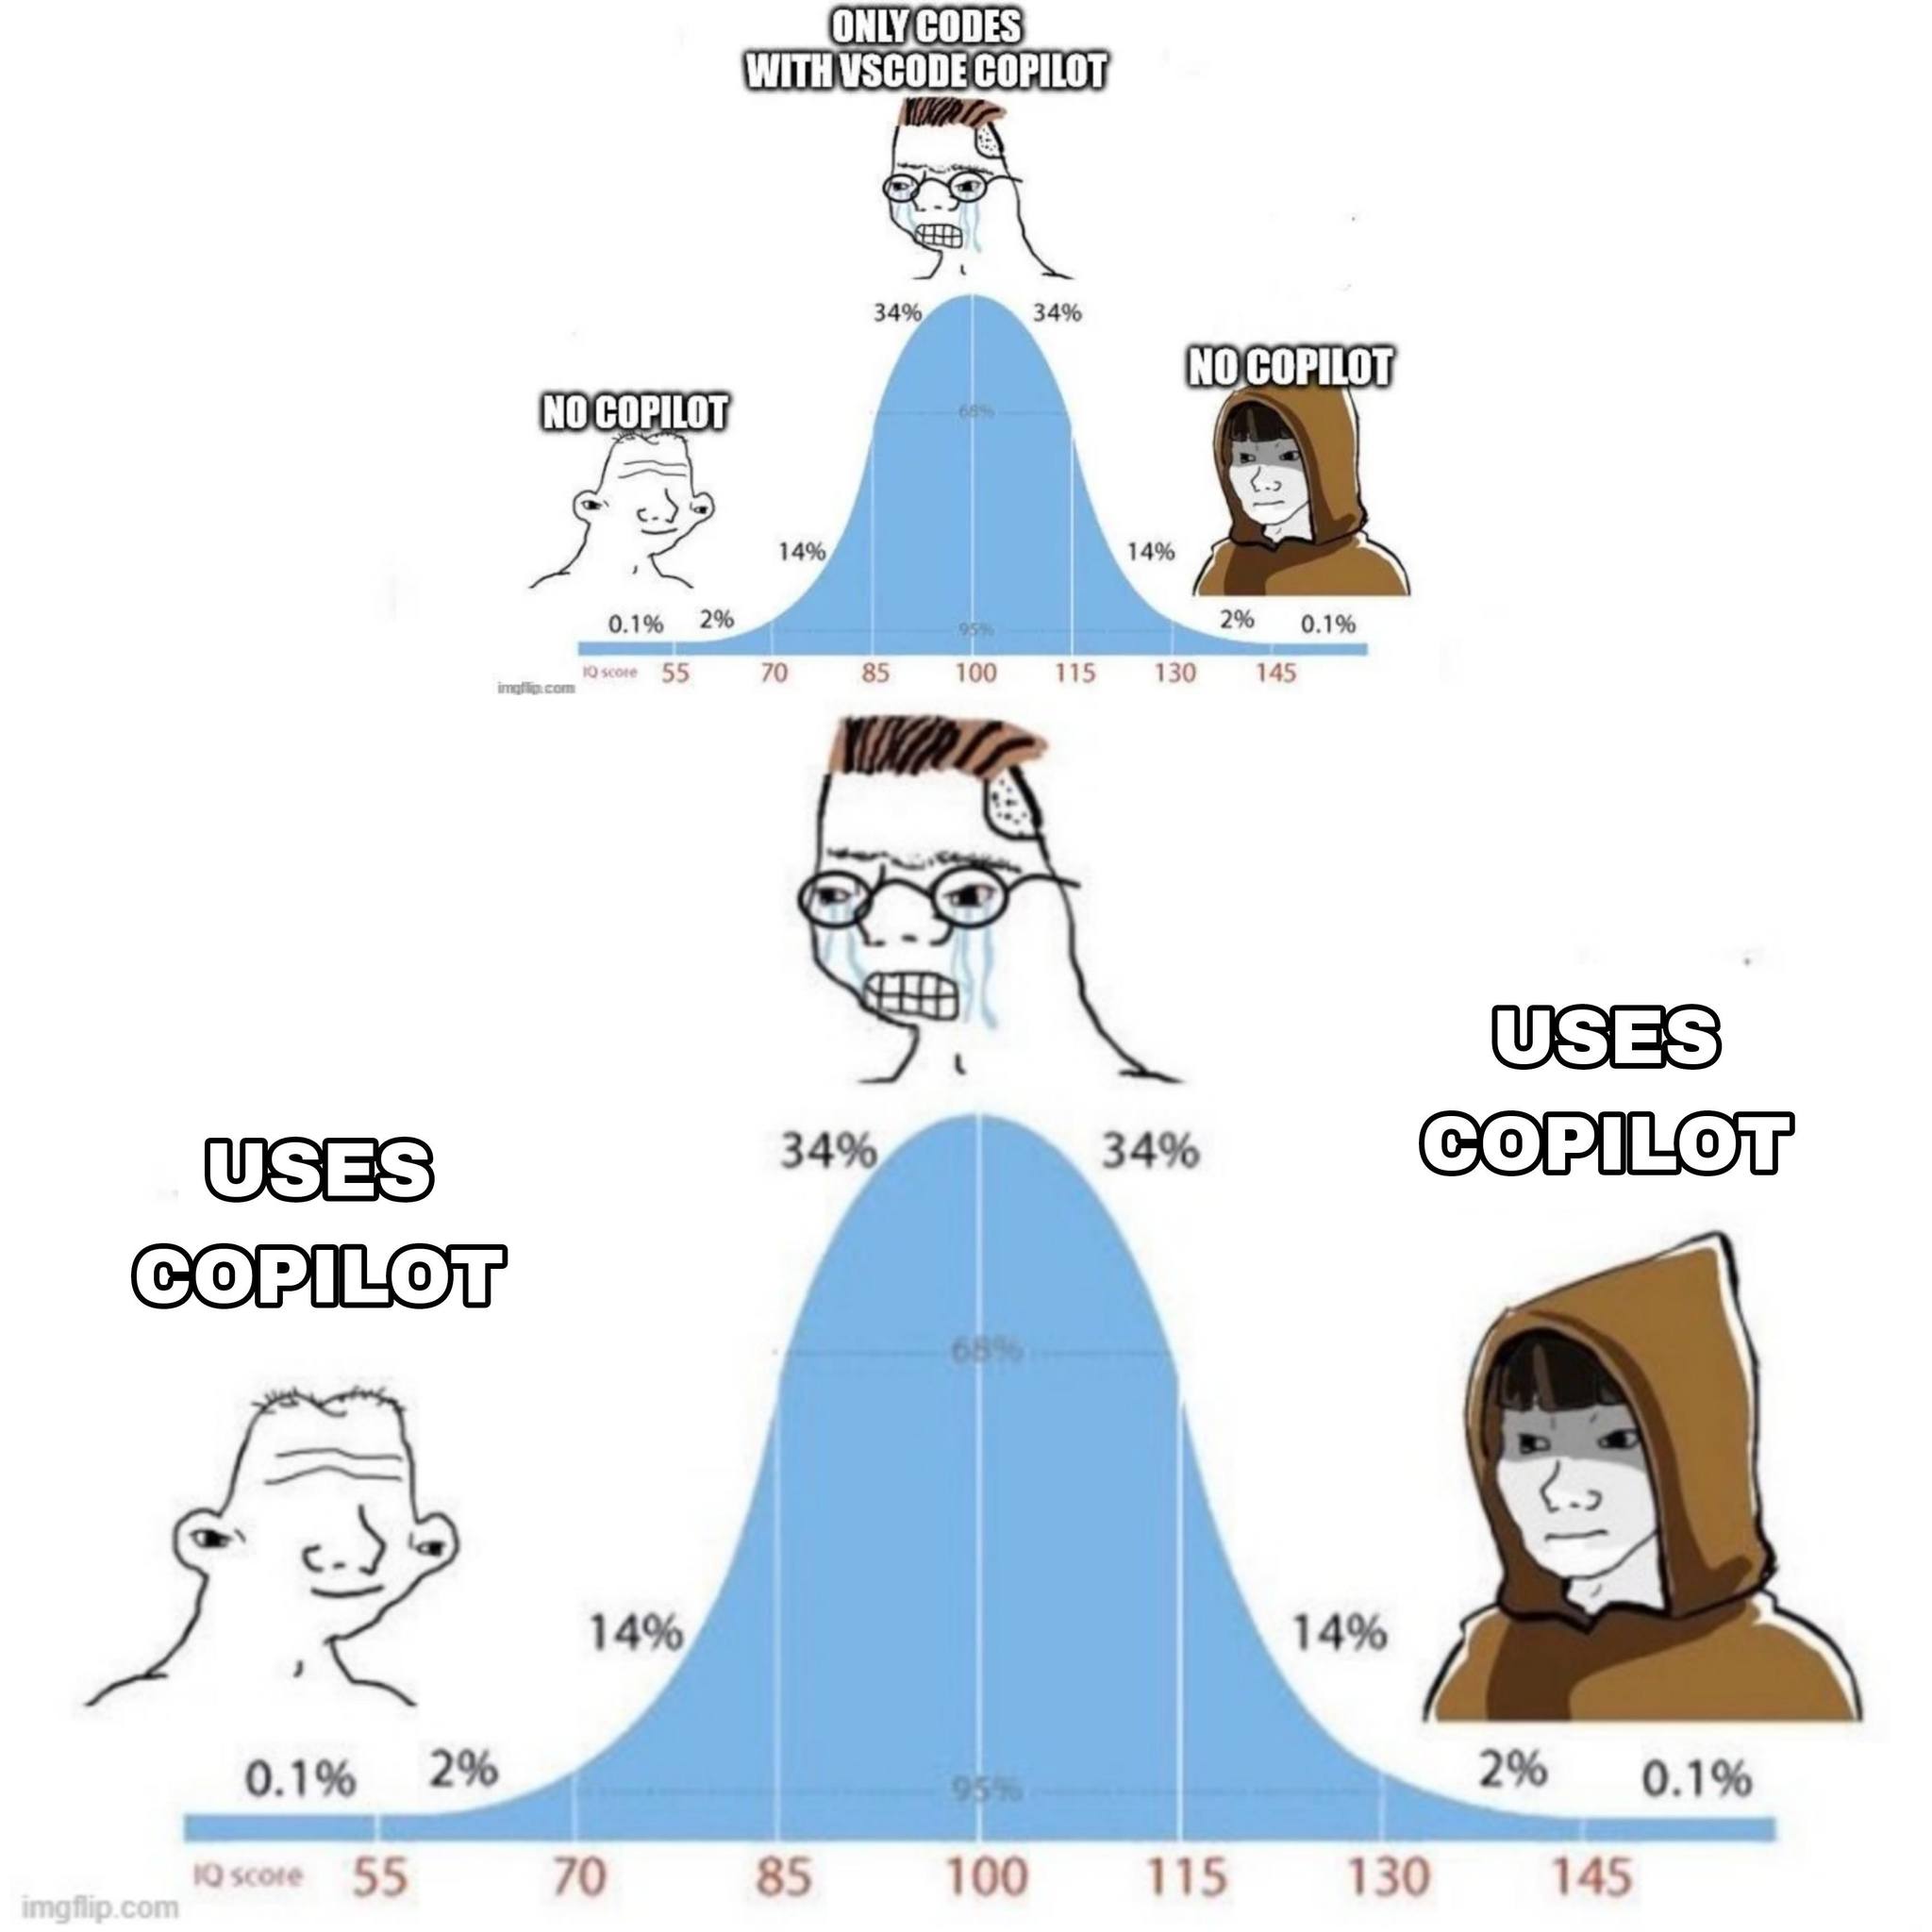 ONLY CODES
WITH VSCODE COPILOT
34% 34%
NO COPILOT
68%
NO COPILOT
14% 14%
0.1% 2% 95% 2% 0.1%
IQ score 55 70 85 100 115 130 145
imgflip.com
USES
COPILOT
34% 34%
USES
COPILOT
68%
14% 14%
0.1% 2% 95% 2% 0.1%
IQ score 55 70 85 100 115 130 145
imgflip.com